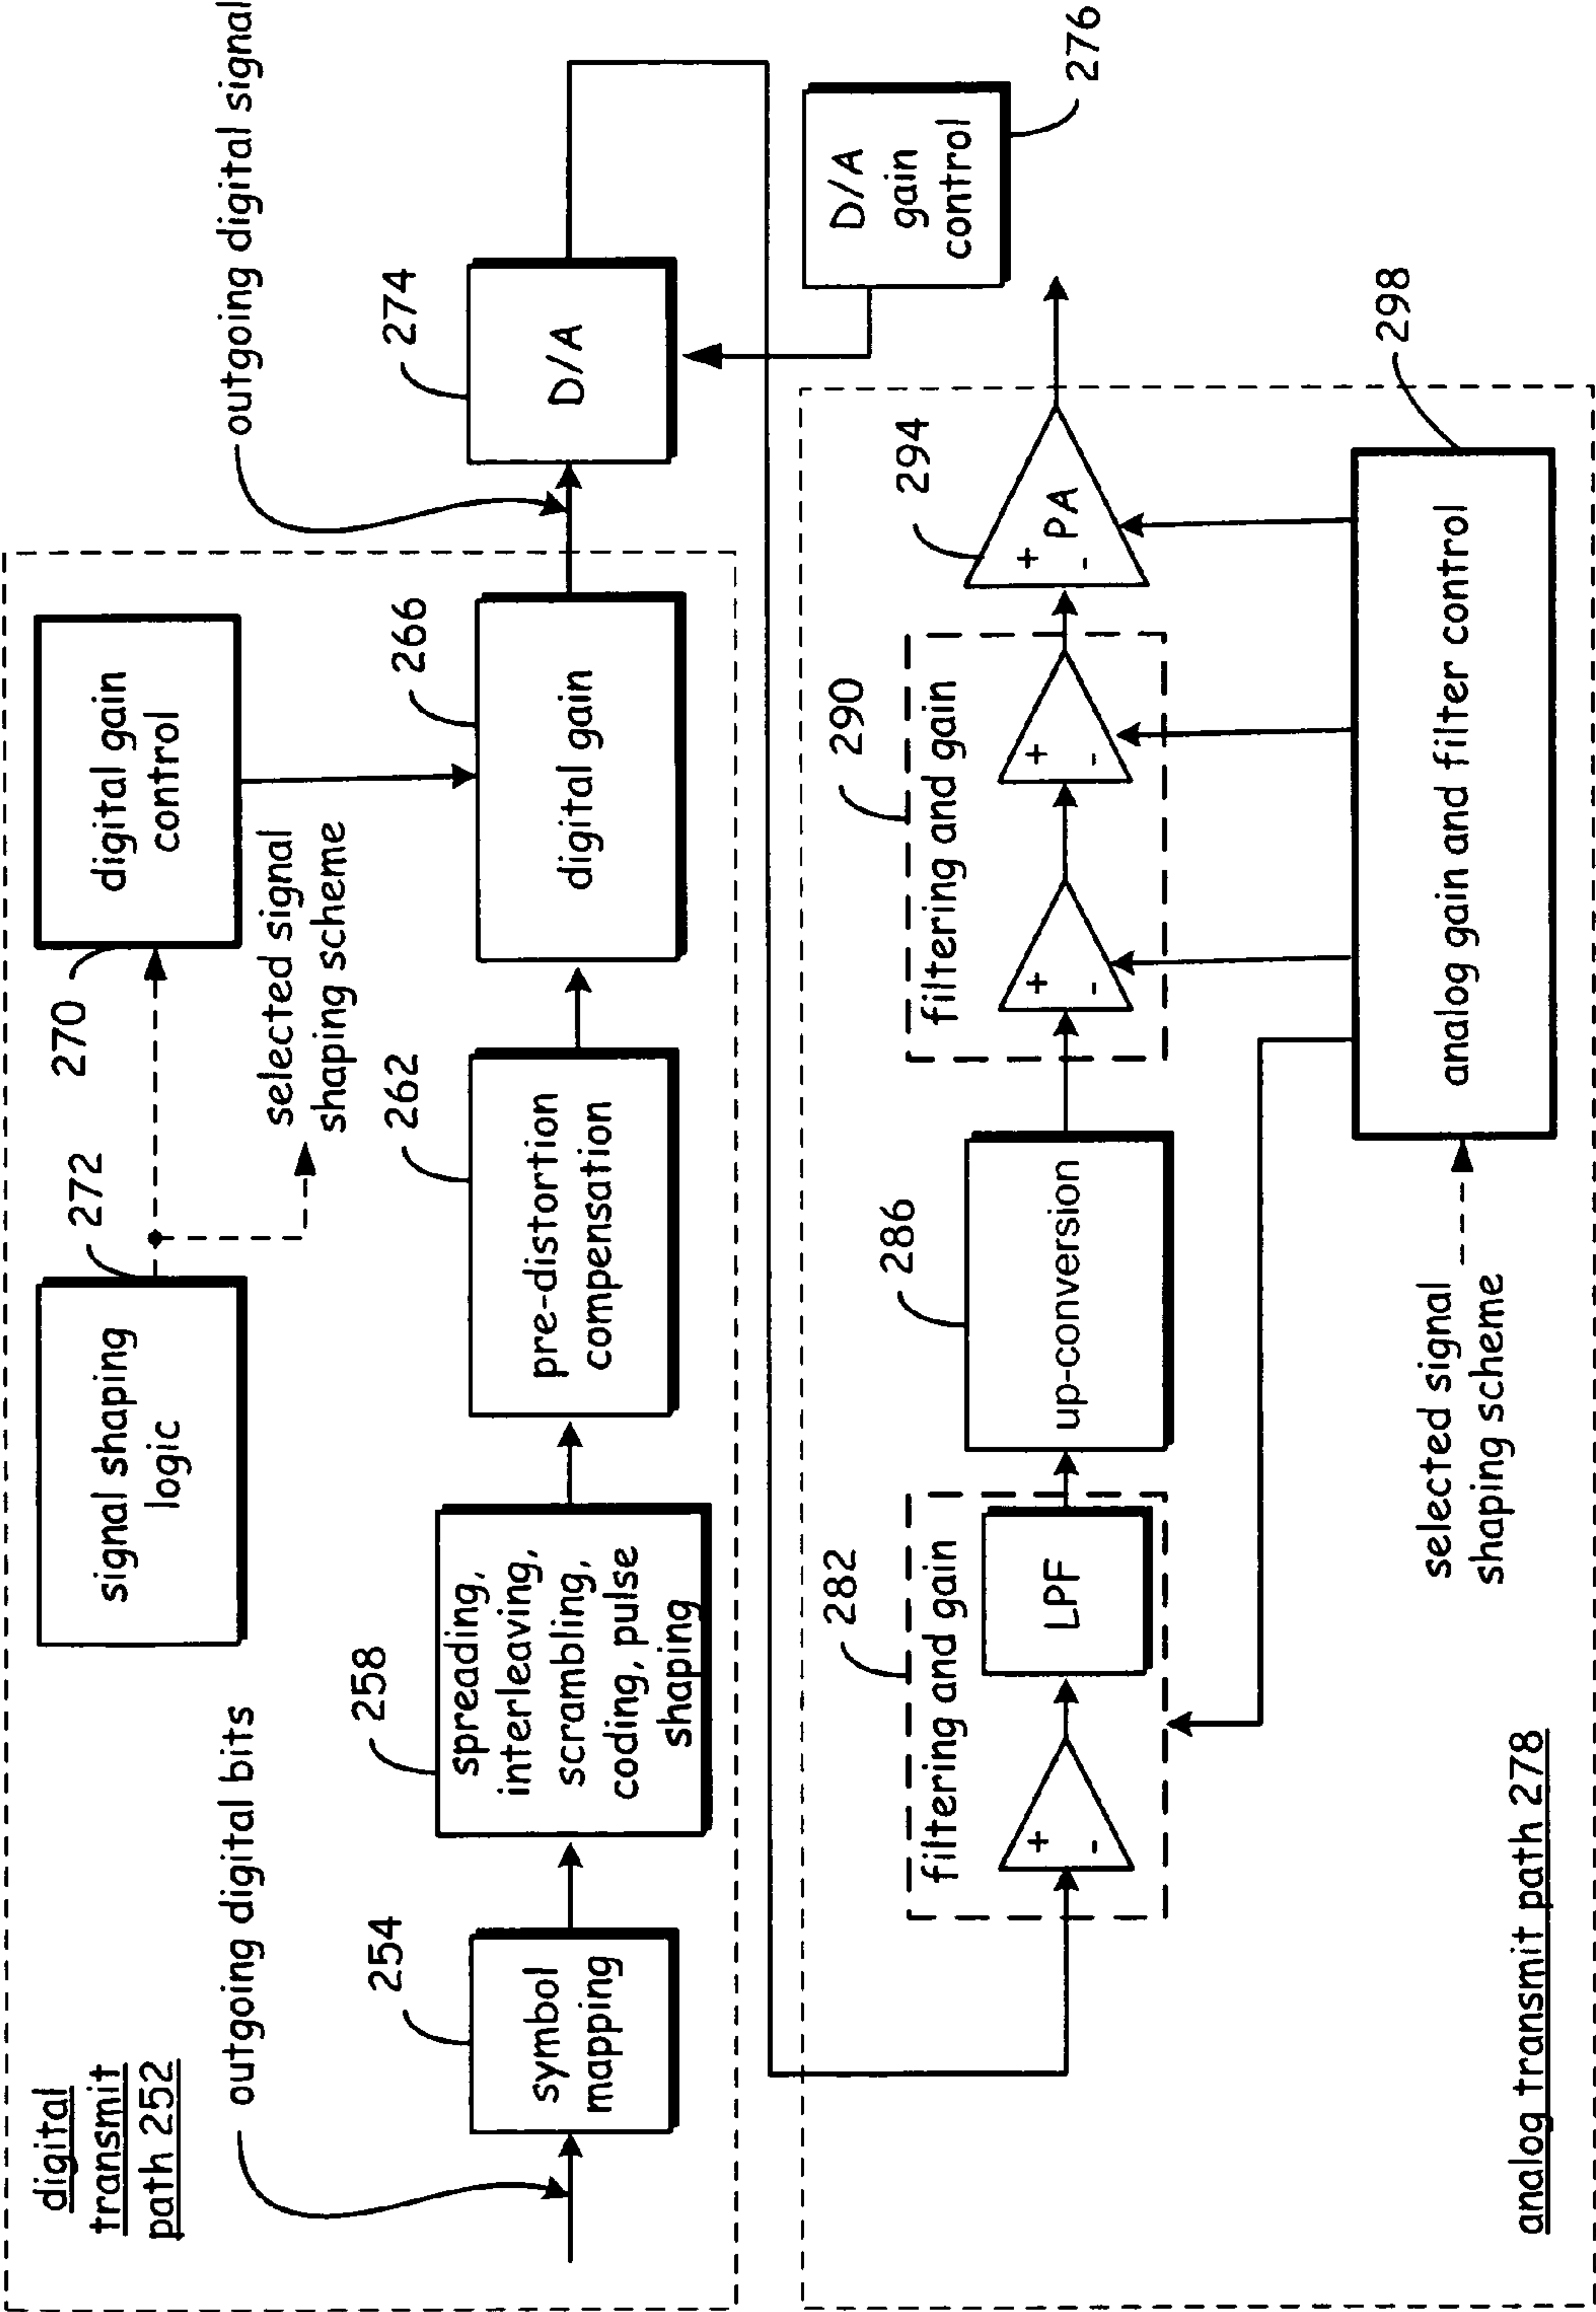 digital
transmit
path 252
signal shaping
logic
272
270
digital gain
control
selected signal
shaping scheme
outgoing digital bits
outgoing digital signal
254
symbol
mapping
258
spreading,
interleaving,
scrambling,
coding, pulse
shaping
262
pre-distortion
compensation
266
digital gain
274
D/A
D/A
gain
control
276
282
filtering and gain
+
-
LPF
286
up-conversion
290
filtering and gain
+
-
+
-
294
+
-
PA
298
analog gain and filter control
selected signal
shaping scheme
analog transmit path 278